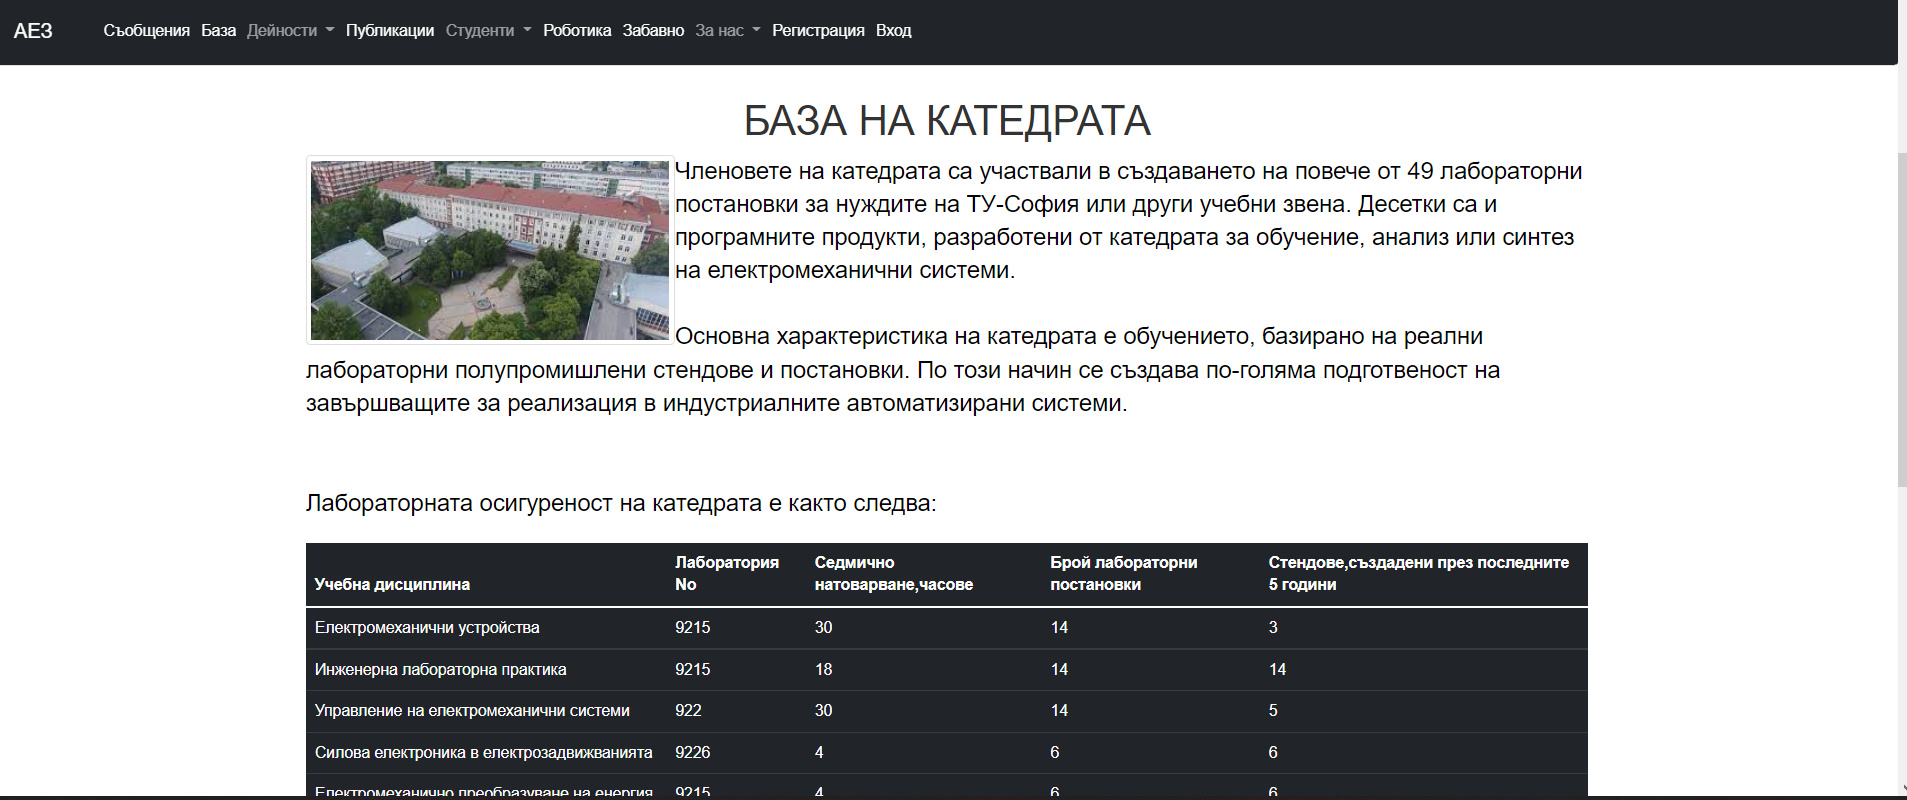 АЕЗ Съобщения База Дейности Публикации Студенти Роботика Забавно За нас Регистрация Вход
БАЗА НА КАТЕДРАТА
Членовете на катедрата са участвали в създаването на повече от 49 лабораторни
постановки за нуждите на ТУ-София или други учебни звена. Десетки са и
програмните продукти, разработени от катедрата за обучение, анализ или синтез
на електромеханични системи.
Основна характеристика на катедрата е обучението, базирано на реални
лабораторни полупромишлени стендове и постановки. По този начин се създава по-голяма подготвеност на
завършващите за реализация в индустриалните автоматизирани системи.
Лабораторната осигуреност на катедрата е както следва:
Учебна дисциплина Лаборатория No Седмично натоварване,часове Брой лабораторни постановки Стендове,създадени през последните 5 години
Електромеханични устройства 9215 30 14 3
Инженерна лабораторна практика 9215 18 14 14
Управление на електромеханични системи 922 30 14 5
Силова електроника в електрозадвижванията 9226 4 6 6
Електромеханично преобразуване на енергия 9215 4 6 6